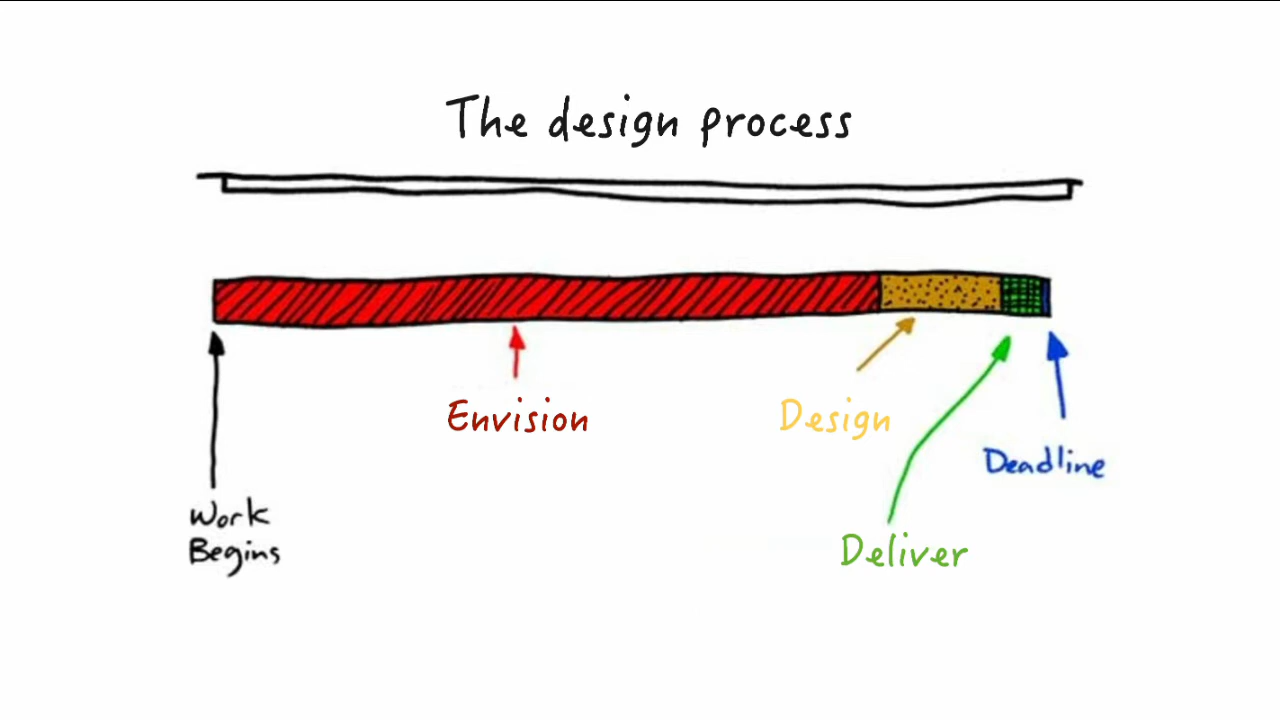 The design process
Envision
Design
Deadline
Work
Begins
Deliver